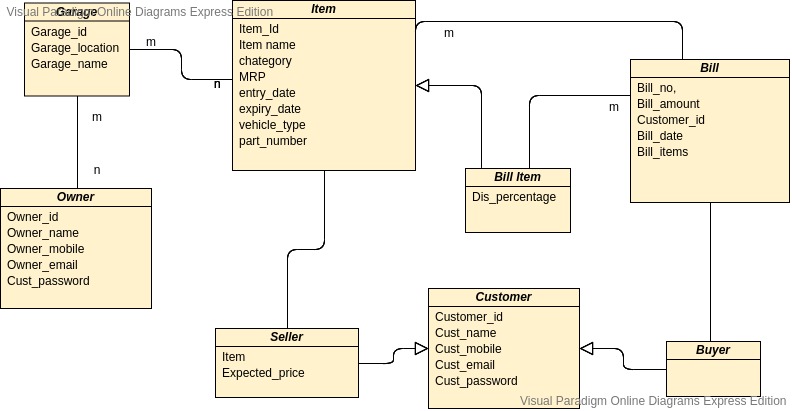 Visual Paradigm Online Diagrams Express Edition
Garage
Garage_id
Garage_location
Garage_name
m
n
Item
Item_Id
Item name
chategory
MRP
entry_date
expiry_date
vehicle_type
part_number
m
Bill
Bill_no,
Bill_amount
Customer_id
Bill_date
Bill_items
m
m
n
Bill Item
Dis_percentage
Owner
Owner_id
Owner_name
Owner_mobile
Owner_email
Cust_password
Seller
Item
Expected_price
Customer
Customer_id
Cust_name
Cust_mobile
Cust_email
Cust_password
Buyer
Visual Paradigm Online Diagrams Express Edition